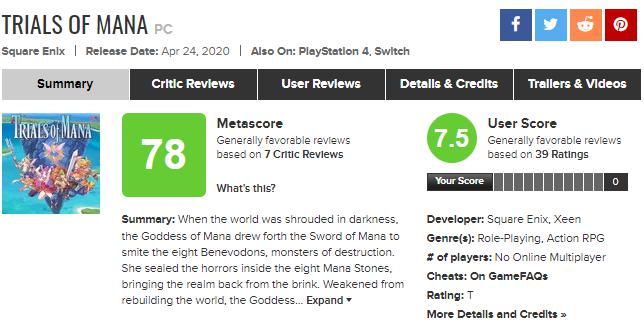 TRIALS OF MANA PC
Square Enix | Release Date: Apr 24, 2020 | Also On: PlayStation 4, Switch
Summary Critic Reviews User Reviews Details & Credits Trailers & Videos
TRIALS of MANA
78
Metascore
Generally favorable reviews
based on 7 Critic Reviews
What's this?
7.5
User Score
Generally favorable reviews
based on 39 Ratings
Your Score 0
Summary: When the world was shrouded in darkness,
the Goddess of Mana drew forth the Sword of Mana to
smite the eight Benevodons, monsters of destruction.
She sealed the horrors inside the eight Mana Stones,
bringing the realm back from the brink. Weakened from
rebuilding the world, the Goddess... Expand
Developer: Square Enix, Xeen
Genre(s): Role-Playing, Action RPG
# of players: No Online Multiplayer
Cheats: On GameFAQs
Rating: T
More Details and Credits »